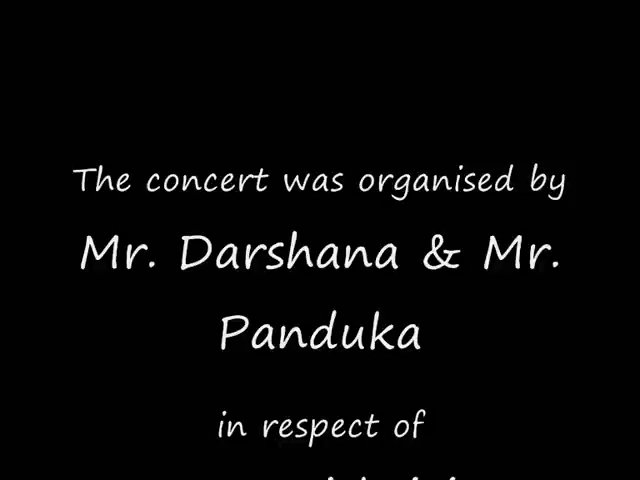 The concert was organised by
Mr. Darshana & Mr.
Panduka
in respect of